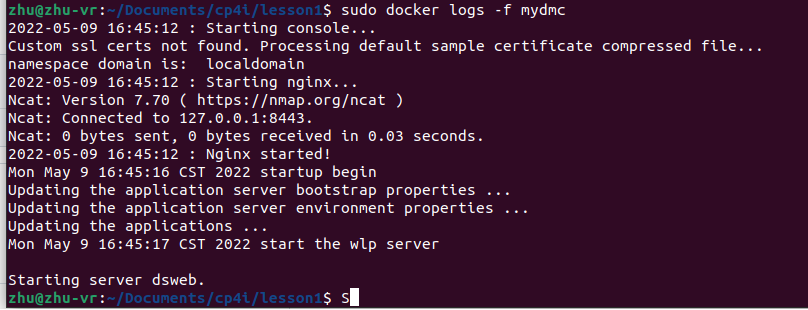 zhu@zhu-vr:~/Documents/cp4i/lesson1$ sudo docker logs -f mydmc
2022-05-09 16:45:12 : Starting console...
Custom ssl certs not found. Processing default sample certificate compressed file...
namespace domain is:  localdomain
2022-05-09 16:45:12 : Starting nginx...
Ncat: Version 7.70 ( https://nmap.org/ncat )
Ncat: Connected to 127.0.0.1:8443.
Ncat: 0 bytes sent, 0 bytes received in 0.03 seconds.
2022-05-09 16:45:12 : Nginx started!
Mon May 9 16:45:16 CST 2022 startup begin
Updating the application server bootstrap properties ...
Updating the application server environment properties ...
Updating the applications ...
Mon May 9 16:45:17 CST 2022 start the wlp server

Starting server dsweb.
zhu@zhu-vr:~/Documents/cp4i/lesson1$ S